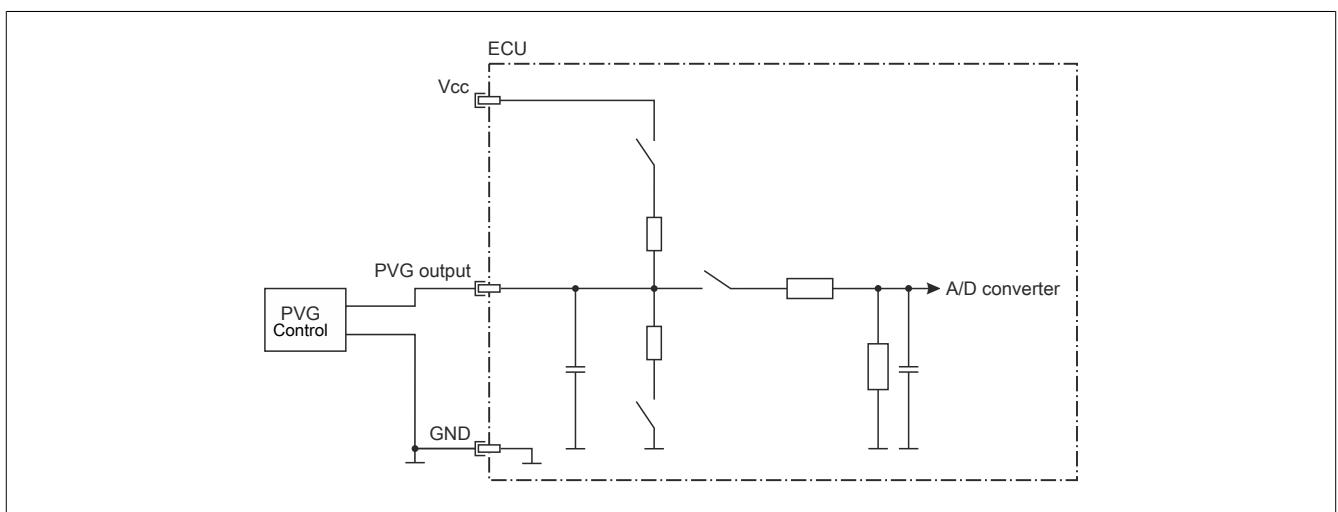 ECU
Vcc
PVG output
A/D converter
PVG
Control
GND